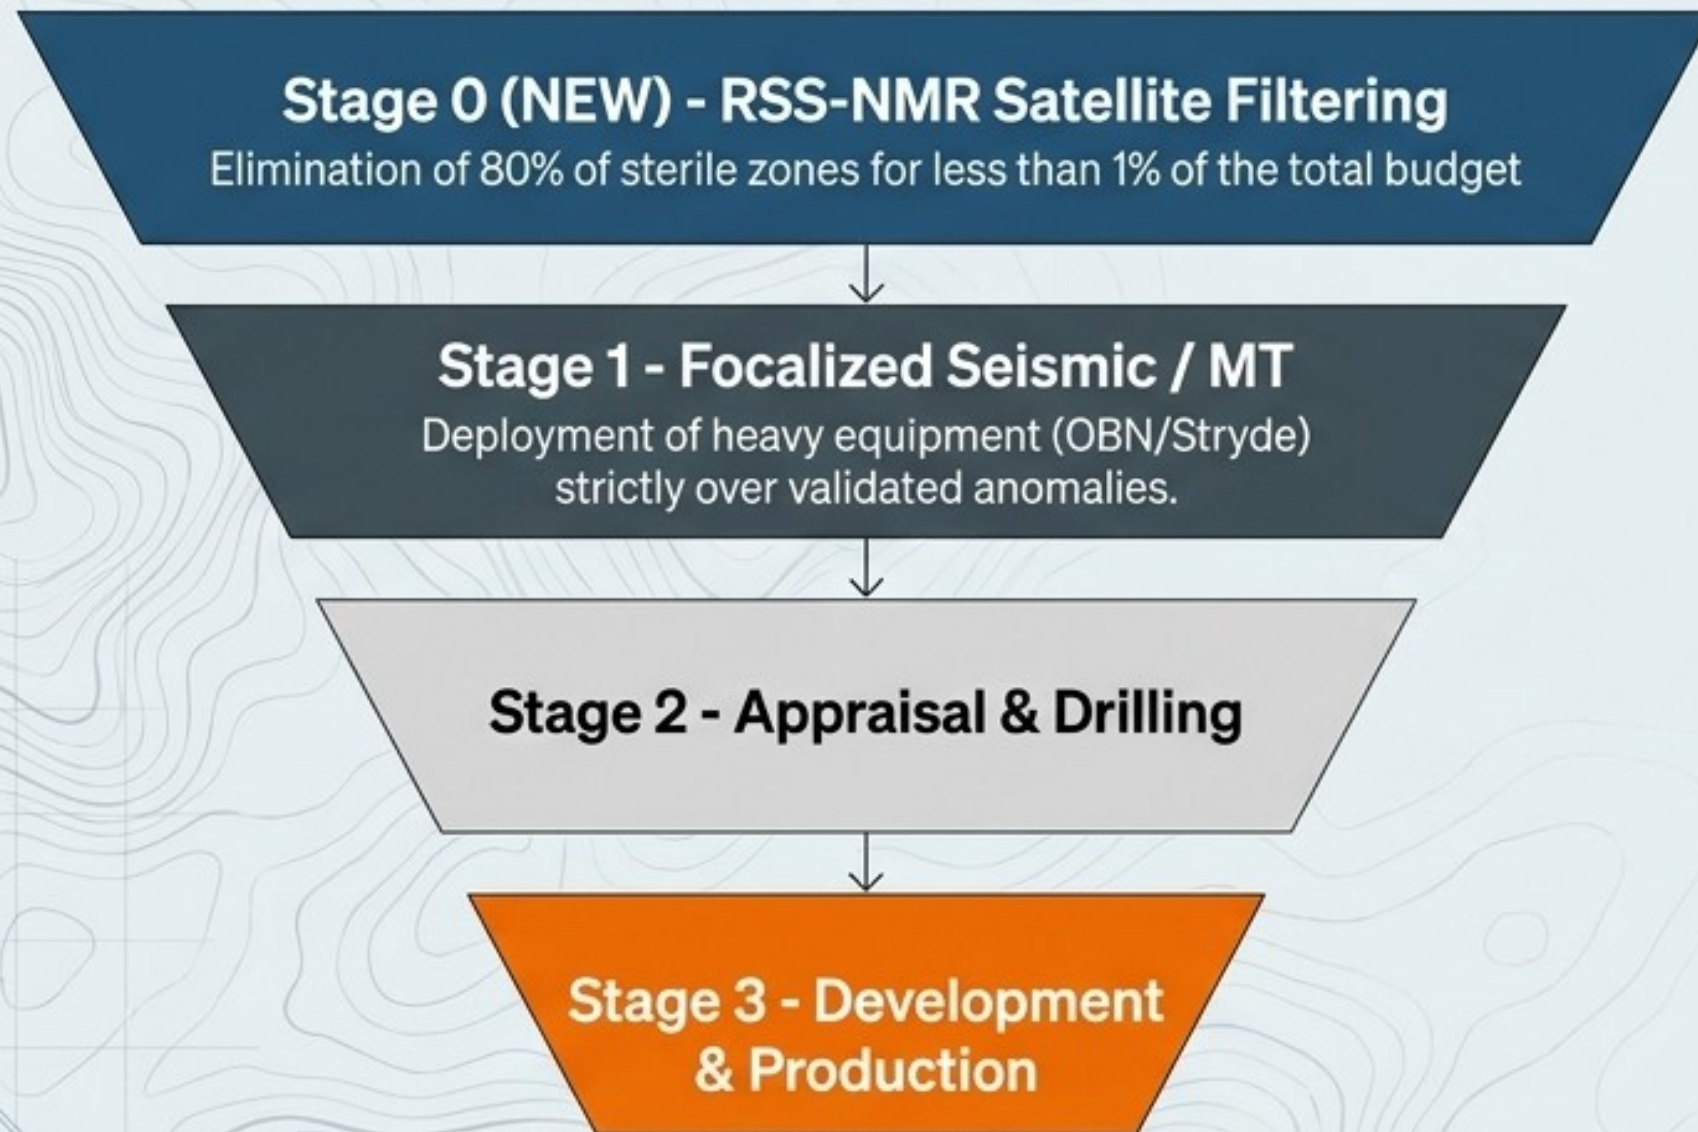 Stage 0 (NEW) - RSS-NMR Satellite Filtering
Elimination of 80% of sterile zones for less than 1% of the total budget
Stage 1 - Focalized Seismic / MT
Deployment of heavy equipment (OBN/Stryde)
strictly over validated anomalies.
Stage 2 - Appraisal & Drilling
Stage 3 - Development
& Production